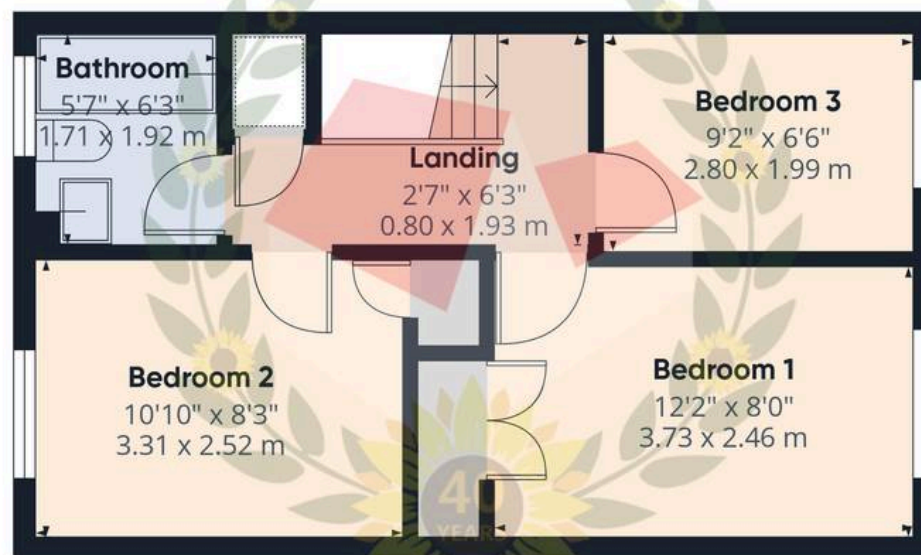 Bathroom
5'7" x 6'3"
1.71 x 1.92 m
Landing
2'7" x 6'3"
0.80 x 1.93 m
Bedroom 3
9'2" x 6'6"
2.80 x 1.99 m
Bedroom 2
10'10" x 8'3"
3.31 x 2.52 m
Bedroom 1
12'2" x 8'0"
3.73 x 2.46 m
40
YEARS